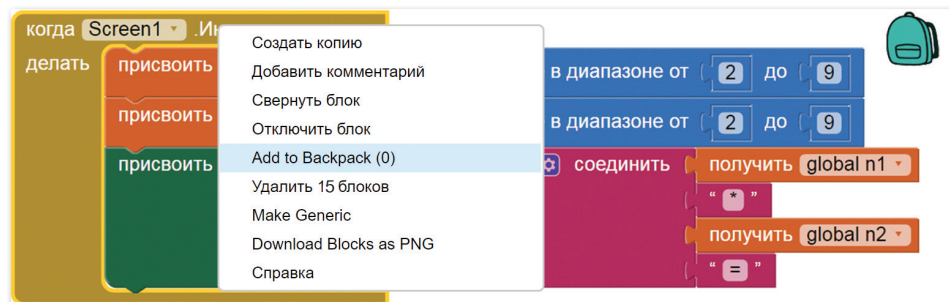 когда Screen1 .Ин
делать
присвоить в диапазоне от 2 до 9
присвоить в диапазоне от 2 до 9
присвоить соединить получить global n1
" * "
получить global n2
" = "
Создать копию
Добавить комментарий
Свернуть блок
Отключить блок
Add to Backpack (0)
Удалить 15 блоков
Make Generic
Download Blocks as PNG
Справка